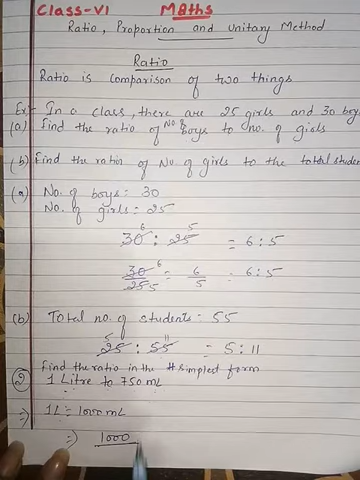 Class-VI Maths
Ratio, Proportion and Unitary Method
Ratio
Ratio is Comparison of two things
Ex:- In a class, there are 25 girls and 30 boy
(a) Find the ratio of No. of boys to no. of girls
(b) Find the ratio of No. of girls to the total studen
(a) No. of boys = 30
No. of girls = 25
6 5
30 : 25 = 6 : 5
30 6 = 6 = 6 : 5
25 5 5
(b) Total no. of students = 55
5 11
25 : 55 = 5 : 11
Find the ratio in the simplest form
2 1 Litre to 750 mL
=) 1L = 1000 mL
=) 1000